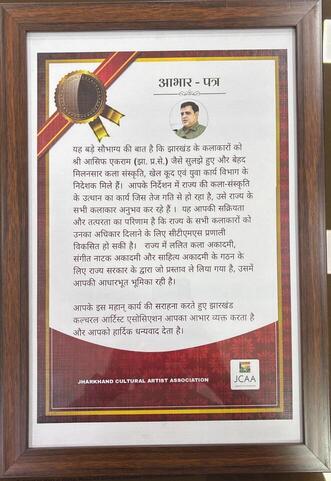 आभार - पत्र
यह बड़े सौभाग्य की बात है कि झारखंड के कलाकारों को
श्री आसिफ एकराम (झा. प्र.से.) जैसे सुलझे हुए और बेहद
मिलनसार कला संस्कृति, खेल कूद एवं युवा कार्य विभाग के
निदेशक मिले हैं। आपके निर्देशन में राज्य की कला-संस्कृति
के उत्थान का कार्य जिस तेज गति से हो रहा है, उसे राज्य के
सभी कलाकार अनुभव कर रहे हैं । यह आपकी सक्रियता
और तत्परता का परिणाम है कि राज्य के सभी कलाकारों को
उनका अधिकार दिलाने के लिए सीटीएमएस प्रणाली
विकसित हो सकी है। राज्य में ललित कला अकादमी,
संगीत नाटक अकादमी और साहित्य अकादमी के गठन के
लिए राज्य सरकार के द्वारा जो प्रस्ताव ले लिया गया है, उसमें
आपकी आधारभूत भूमिका रही है।
आपके इस महान् कार्य की सराहना करते हुए झारखंड
कल्चरल आर्टिस्ट एसोसिएशन आपका आभार व्यक्त करता है
और आपको हार्दिक धन्यवाद देता है।
JHARKHAND CULTURAL ARTIST ASSOCIATION
JCAA